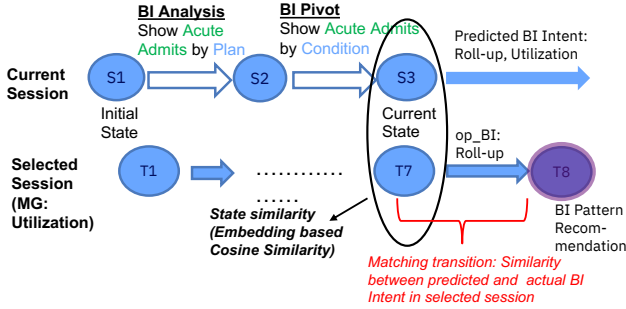 BI Analysis
Show Acute
Admits by Plan
BI Pivot
Show Acute Admits
by Condition
Predicted BI Intent:
Roll-up, Utilization
Current
Session
S1
S2
S3
Initial
State
Current
State
Selected
Session
(MG:
Utilization)
T1
............
......
T7
op_BI:
Roll-up
T8
State similarity
(Embedding based
Cosine Similarity)
BI Pattern
Recom-
mendation
Matching transition: Similarity
between predicted and actual BI
Intent in selected session